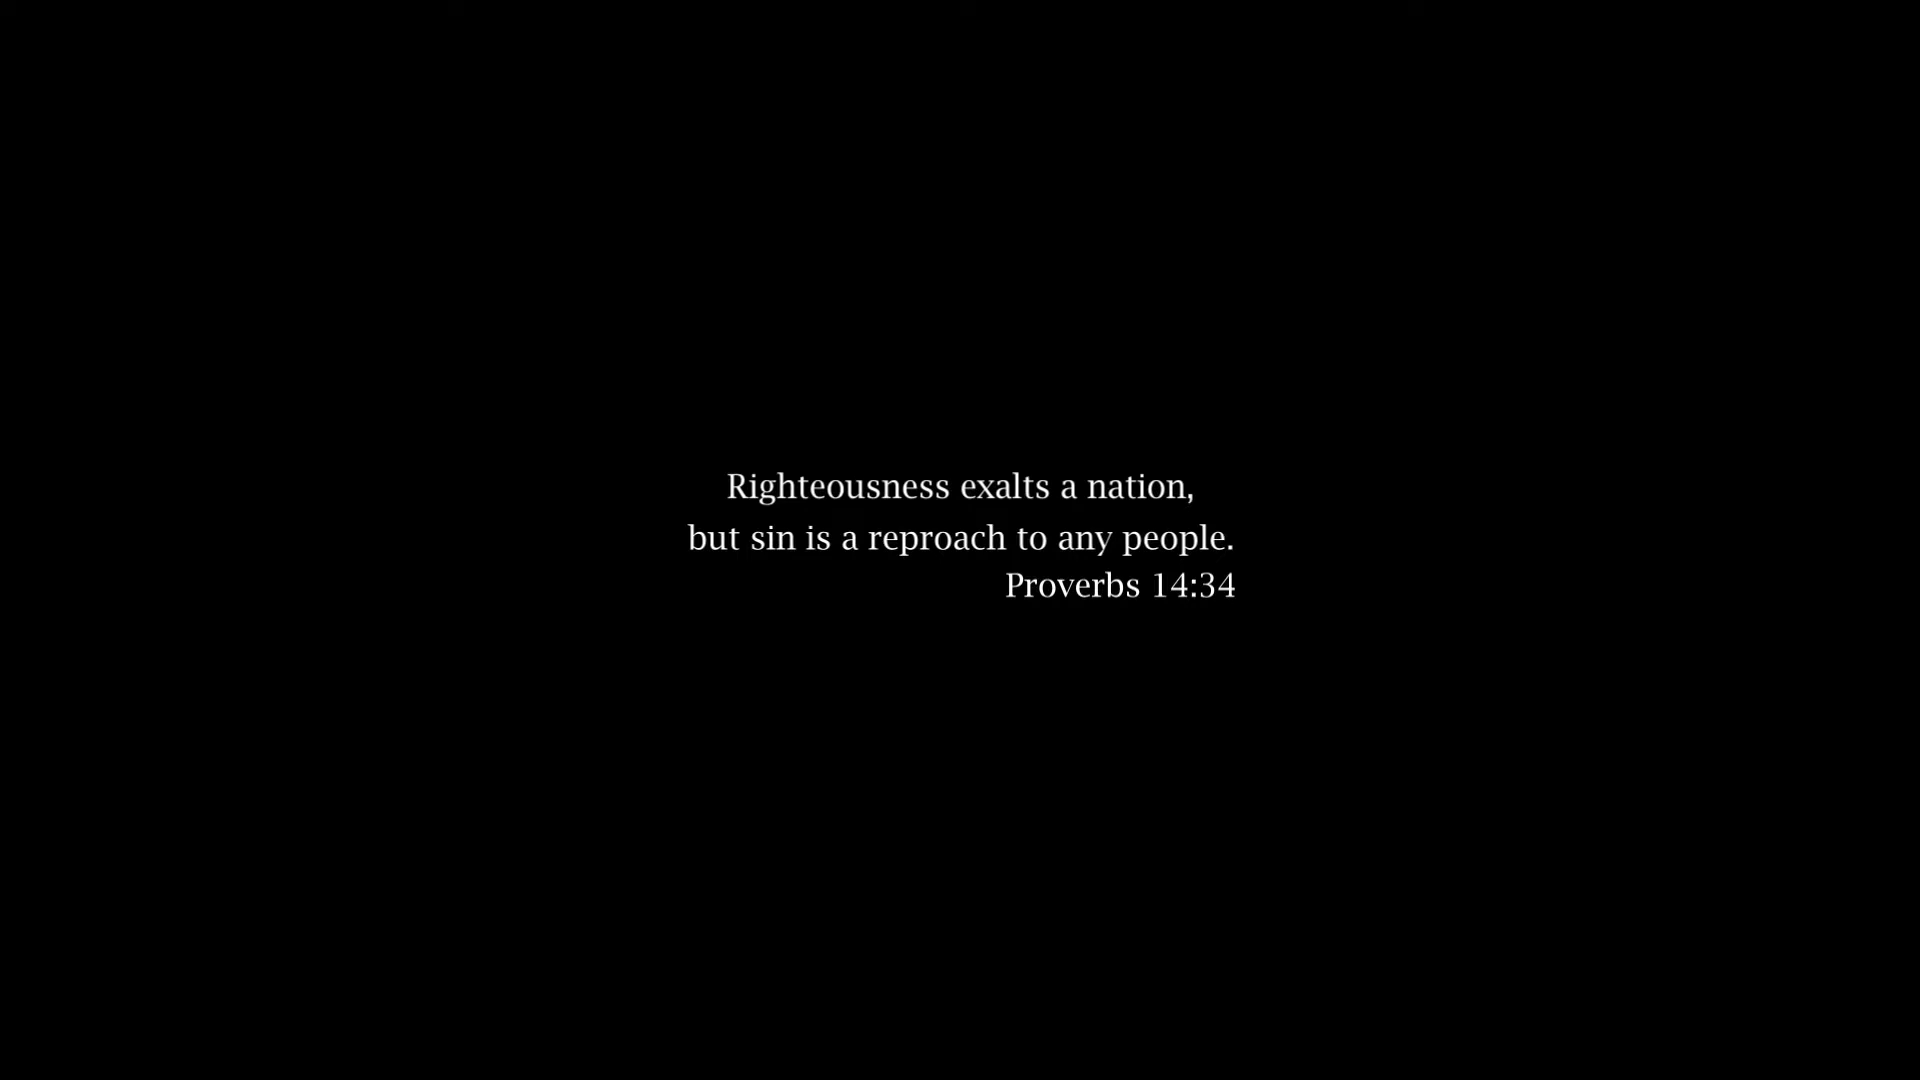 Righteousness exalts a nation,
but sin is a reproach to any people.
Proverbs 14:34